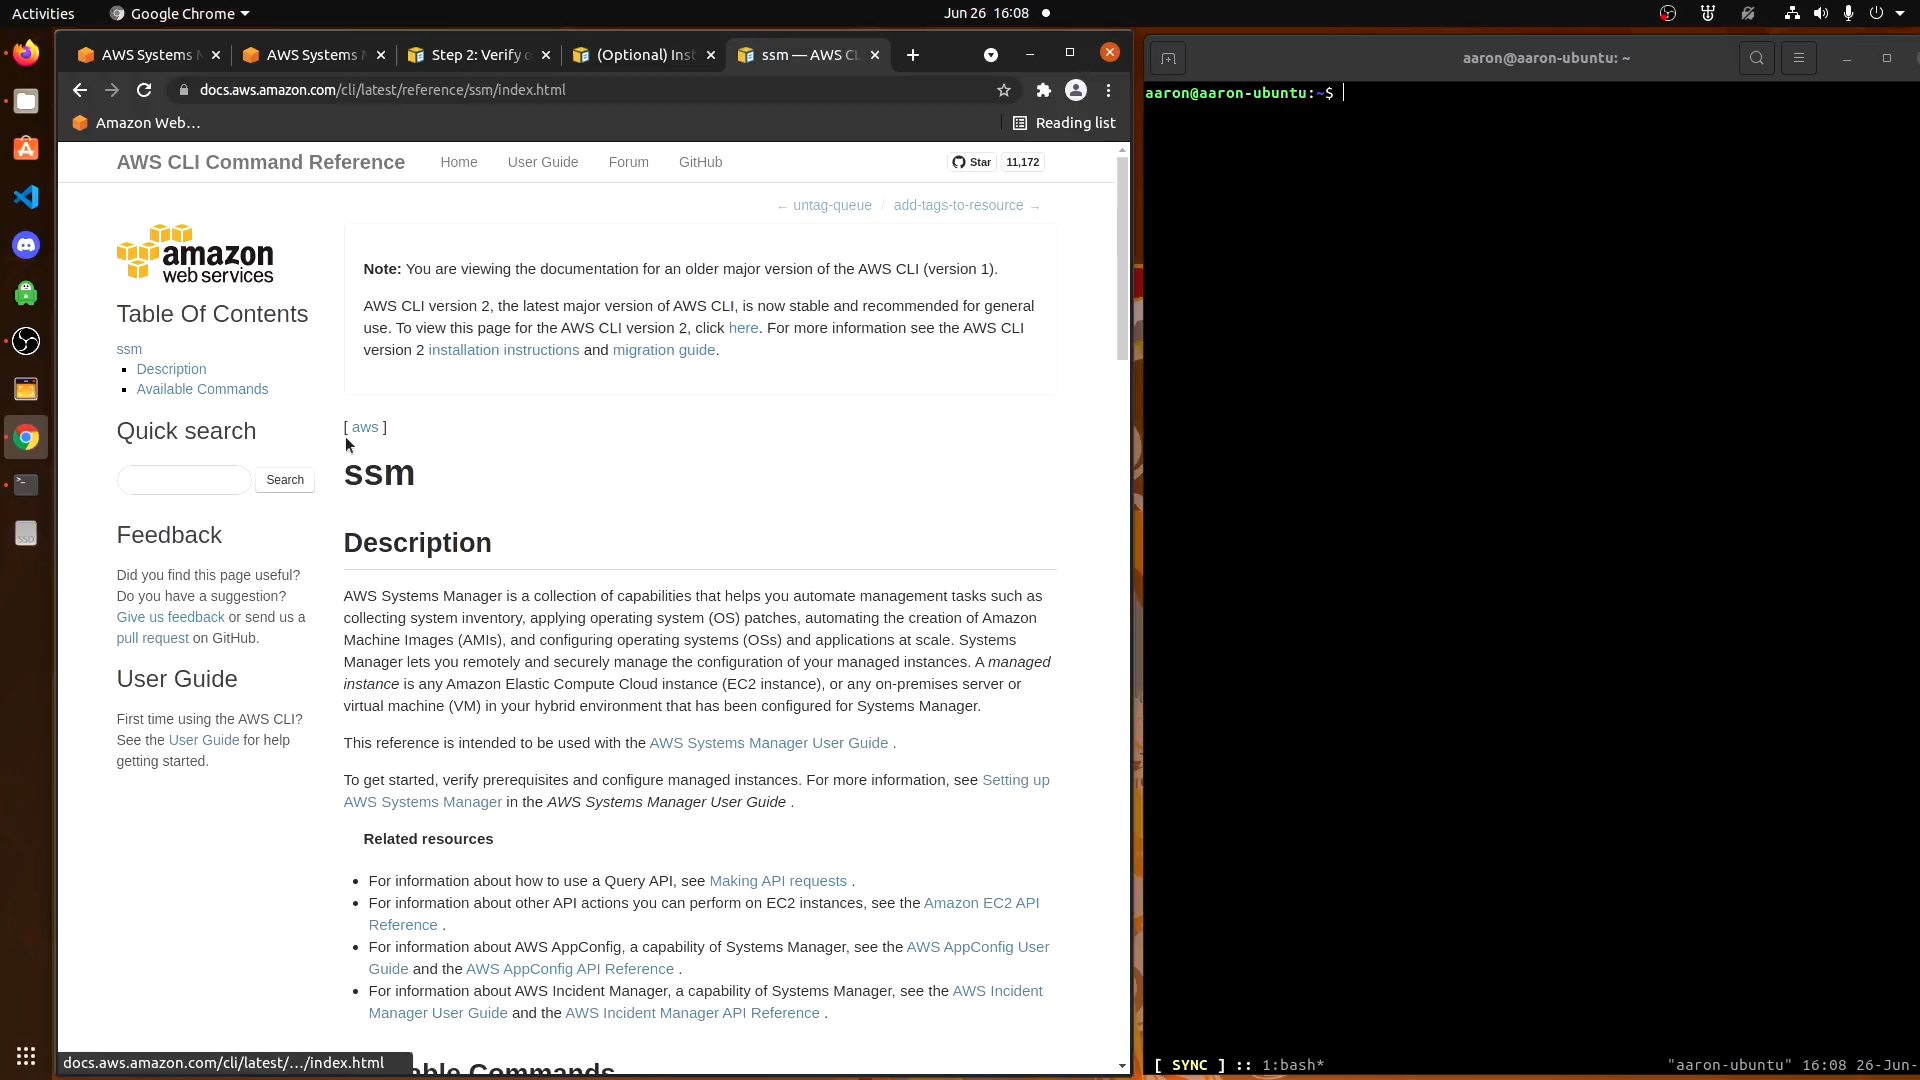 Activities
Google Chrome
Jun 26 16:08
AWS Systems
AWS Systems
Step 2: Verify
(Optional) Inst
ssm — AWS CL
aaron@aaron-ubuntu: ~
docs.aws.amazon.com/cli/latest/reference/ssm/index.html
aaron@aaron-ubuntu:~$
Amazon Web...
Reading list
AWS CLI Command Reference
Home
User Guide
Forum
GitHub
Star
11,172
← untag-queue / add-tags-to-resource →
amazon
web services
Note: You are viewing the documentation for an older major version of the AWS CLI (version 1).
AWS CLI version 2, the latest major version of AWS CLI, is now stable and recommended for general
use. To view this page for the AWS CLI version 2, click here. For more information see the AWS CLI
version 2 installation instructions and migration guide.
Table Of Contents
ssm
Description
Available Commands
Quick search
Search
Feedback
Did you find this page useful?
Do you have a suggestion?
Give us feedback or send us a
pull request on GitHub.
User Guide
First time using the AWS CLI?
See the User Guide for help
getting started.
[ aws ]
ssm
Description
AWS Systems Manager is a collection of capabilities that helps you automate management tasks such as
collecting system inventory, applying operating system (OS) patches, automating the creation of Amazon
Machine Images (AMIs), and configuring operating systems (OSs) and applications at scale. Systems
Manager lets you remotely and securely manage the configuration of your managed instances. A managed
instance is any Amazon Elastic Compute Cloud instance (EC2 instance), or any on-premises server or
virtual machine (VM) in your hybrid environment that has been configured for Systems Manager.
This reference is intended to be used with the AWS Systems Manager User Guide .
To get started, verify prerequisites and configure managed instances. For more information, see Setting up
AWS Systems Manager in the AWS Systems Manager User Guide .
Related resources
For information about how to use a Query API, see Making API requests .
For information about other API actions you can perform on EC2 instances, see the Amazon EC2 API
Reference .
For information about AWS AppConfig, a capability of Systems Manager, see the AWS AppConfig User
Guide and the AWS AppConfig API Reference .
For information about AWS Incident Manager, a capability of Systems Manager, see the AWS Incident
Manager User Guide and the AWS Incident Manager API Reference .
Commands
docs.aws.amazon.com/cli/latest/.../index.html
SSD
[ SYNC ] :: 1:bash*
"aaron-ubuntu" 16:08 26-Jun-